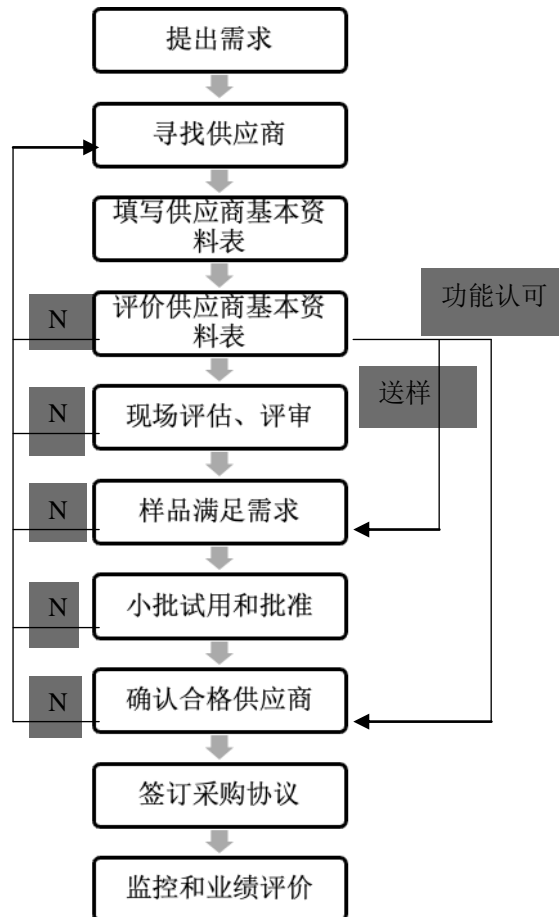 提出需求
寻找供应商
填写供应商基本资
料表
功能认可
N
评价供应商基本资
料表
送样
N
现场评估、评审
N
样品满足需求
N
小批试用和批准
N
确认合格供应商
签订采购协议
监控和业绩评价